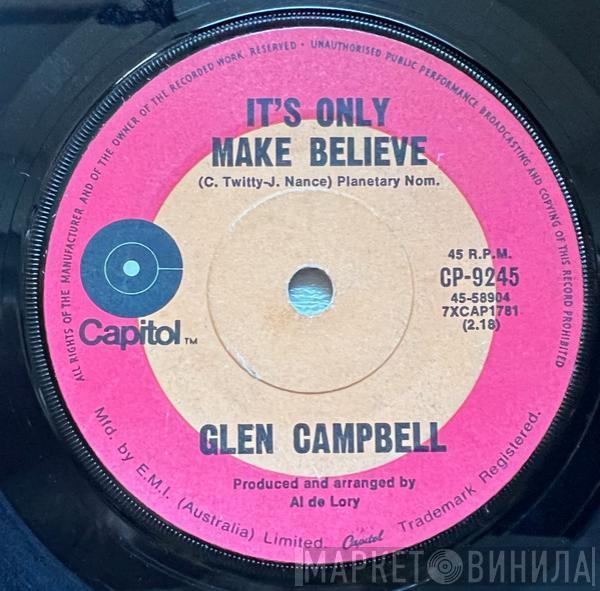 ALL RIGHTS OF THE MANUFACTURER AND OF THE OWNER OF THE RECORDED WORK RESERVED · UNAUTHORISED PUBLIC PERFORMANCE BROADCASTING AND COPYING OF THIS RECORD PROHIBITED
IT'S ONLY
MAKE BELIEVE
(C. Twitty-J. Nance) Planetary Nom.
45 R.P.M.
CP-9245
45-58904
7XCAP1781
(2.18)
Capitol TM
GLEN CAMPBELL
Produced and arranged by
Al de Lory
Mfd. by E.M.I. (Australia) Limited. Capitol Trademark Registered.
МАРКЕТ ВИНИЛА